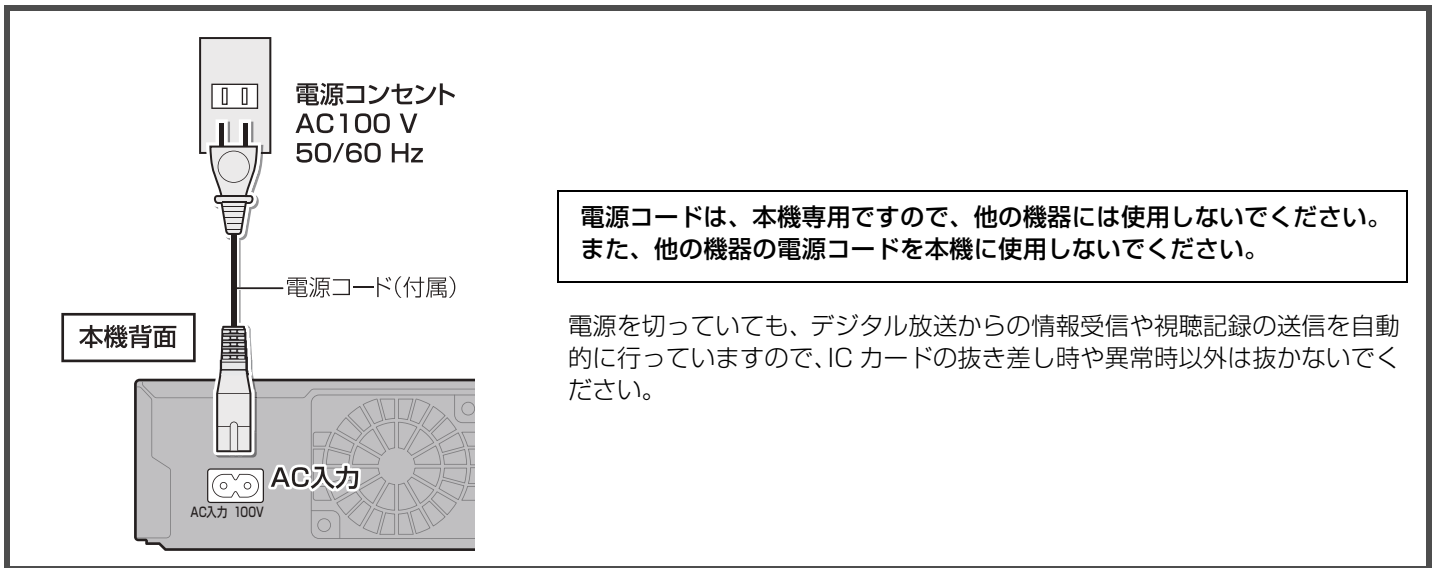 電源コンセント
AC100 V
50/60 Hz
電源コードは、本機専用ですので、他の機器には使用しないでください。
また、他の機器の電源コードを本機に使用しないでください。
電源コード(付属)
本機背面
電源を切っていても、デジタル放送からの情報受信や視聴記録の送信を自動
的に行っていますので、IC カードの抜き差し時や異常時以外は抜かないでく
ださい。
AC入力
AC入力 100V